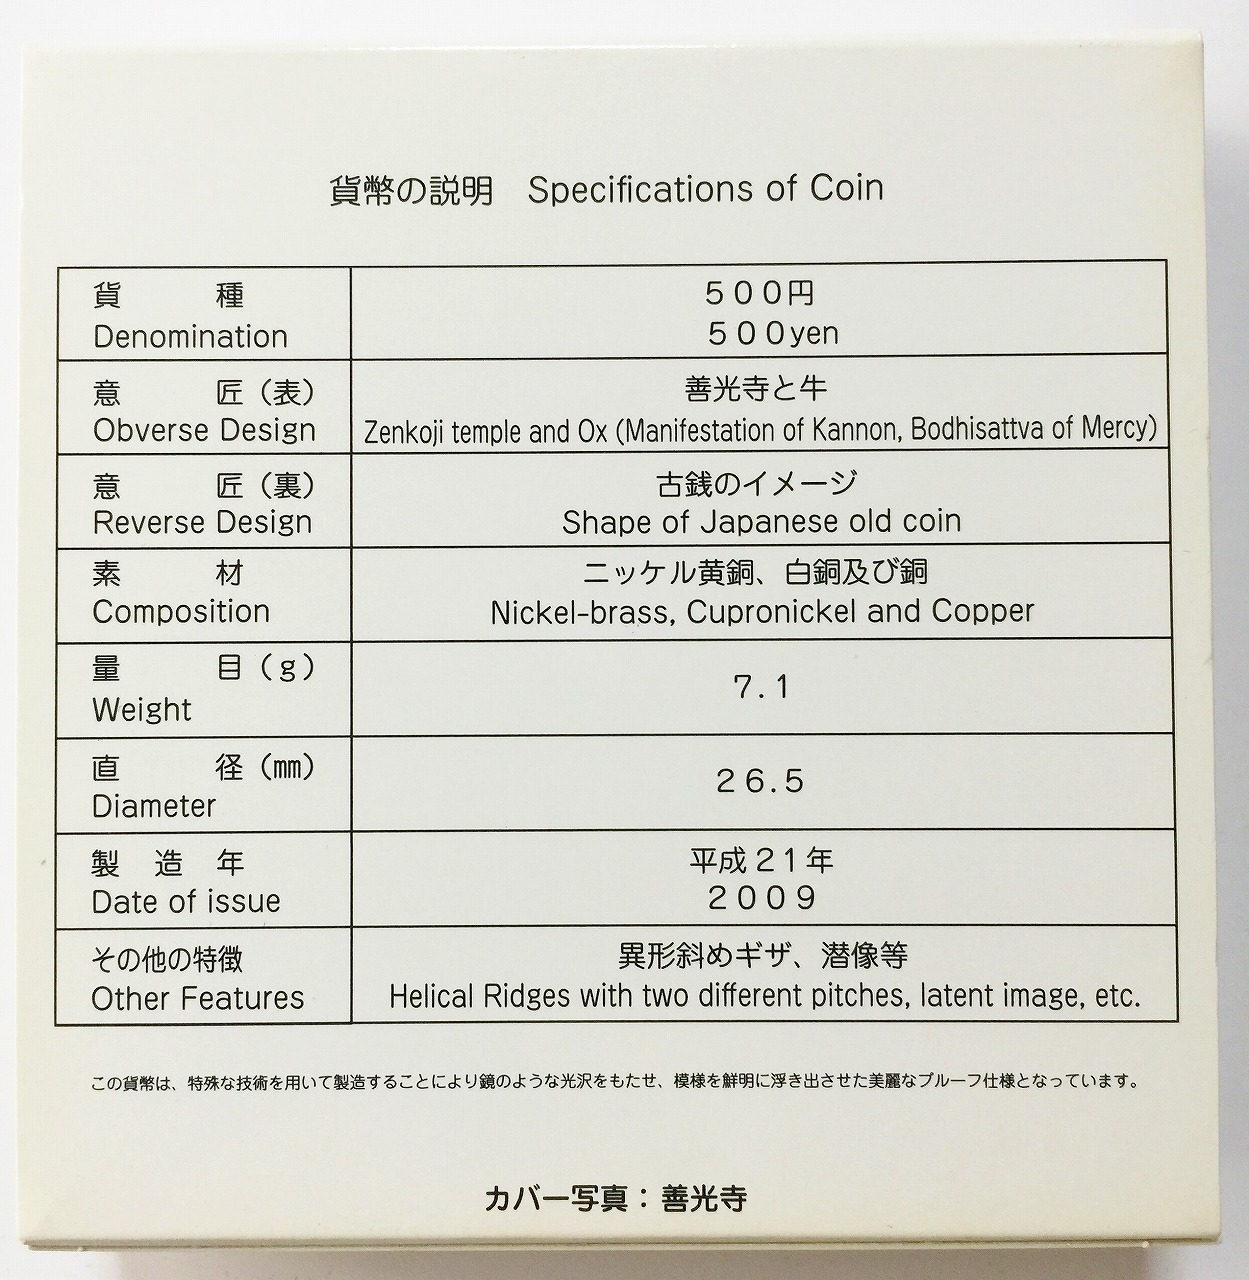 貨幣の説明　Specifications of Coin
貨　　種
Denomination
５００円
５００yen
意　　匠（表）
Obverse Design
善光寺と牛
Zenkoji temple and Ox (Manifestation of Kannon, Bodhisattva of Mercy)
意　　匠（裏）
Reverse Design
古銭のイメージ
Shape of Japanese old coin
素　　材
Composition
ニッケル黄銅、白銅及び銅
Nickel-brass, Cupronickel and Copper
量　　目（ｇ）
Weight
７.１
直　　径（㎜）
Diameter
２６.５
製　造　年
Date of issue
平成２１年
２００９
その他の特徴
Other Features
異形斜めギザ、潜像等
Helical Ridges with two different pitches, latent image, etc.
この貨幣は、特殊な技術を用いて製造することにより鏡のような光沢をもたせ、模様を鮮明に浮き出させた美麗なプルーフ仕様となっています。
カバー写真：善光寺